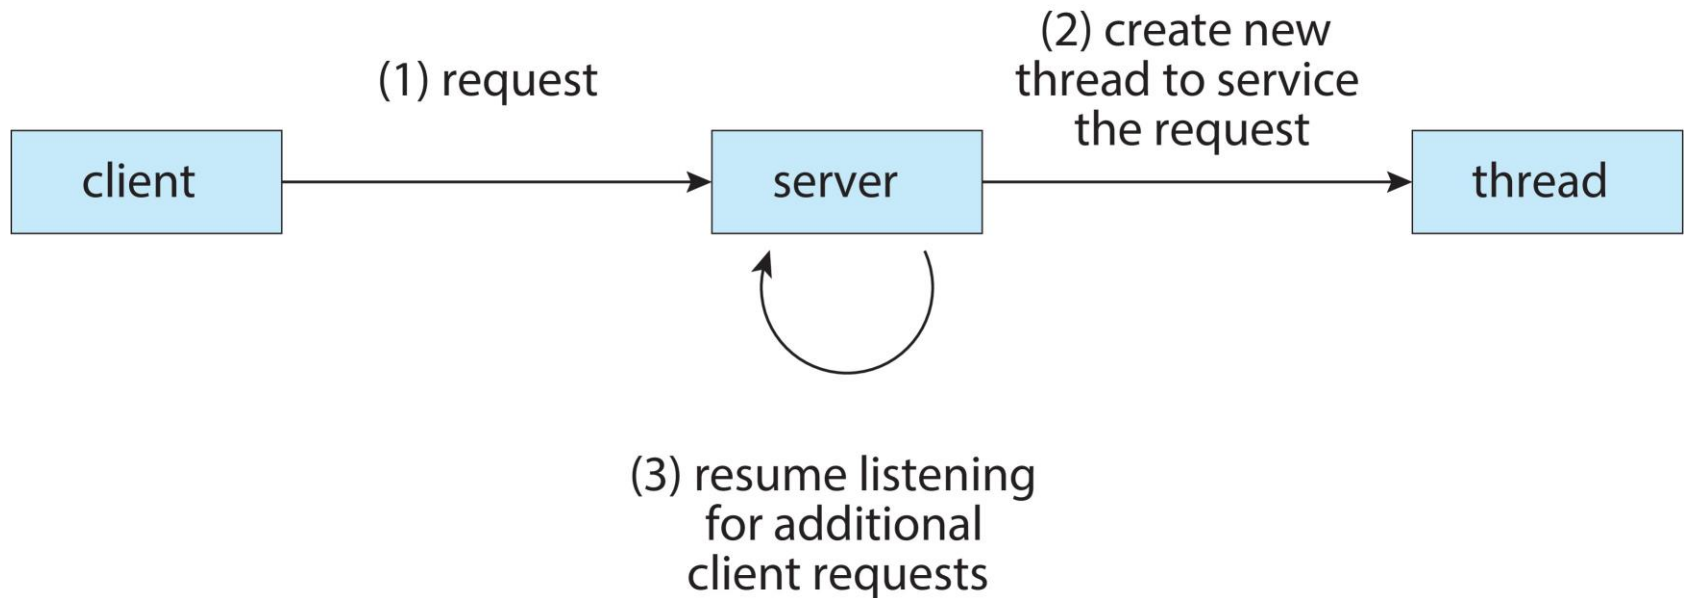 (1) request
(2) create new
thread to service
the request
client
server
thread
(3) resume listening
for additional
client requests